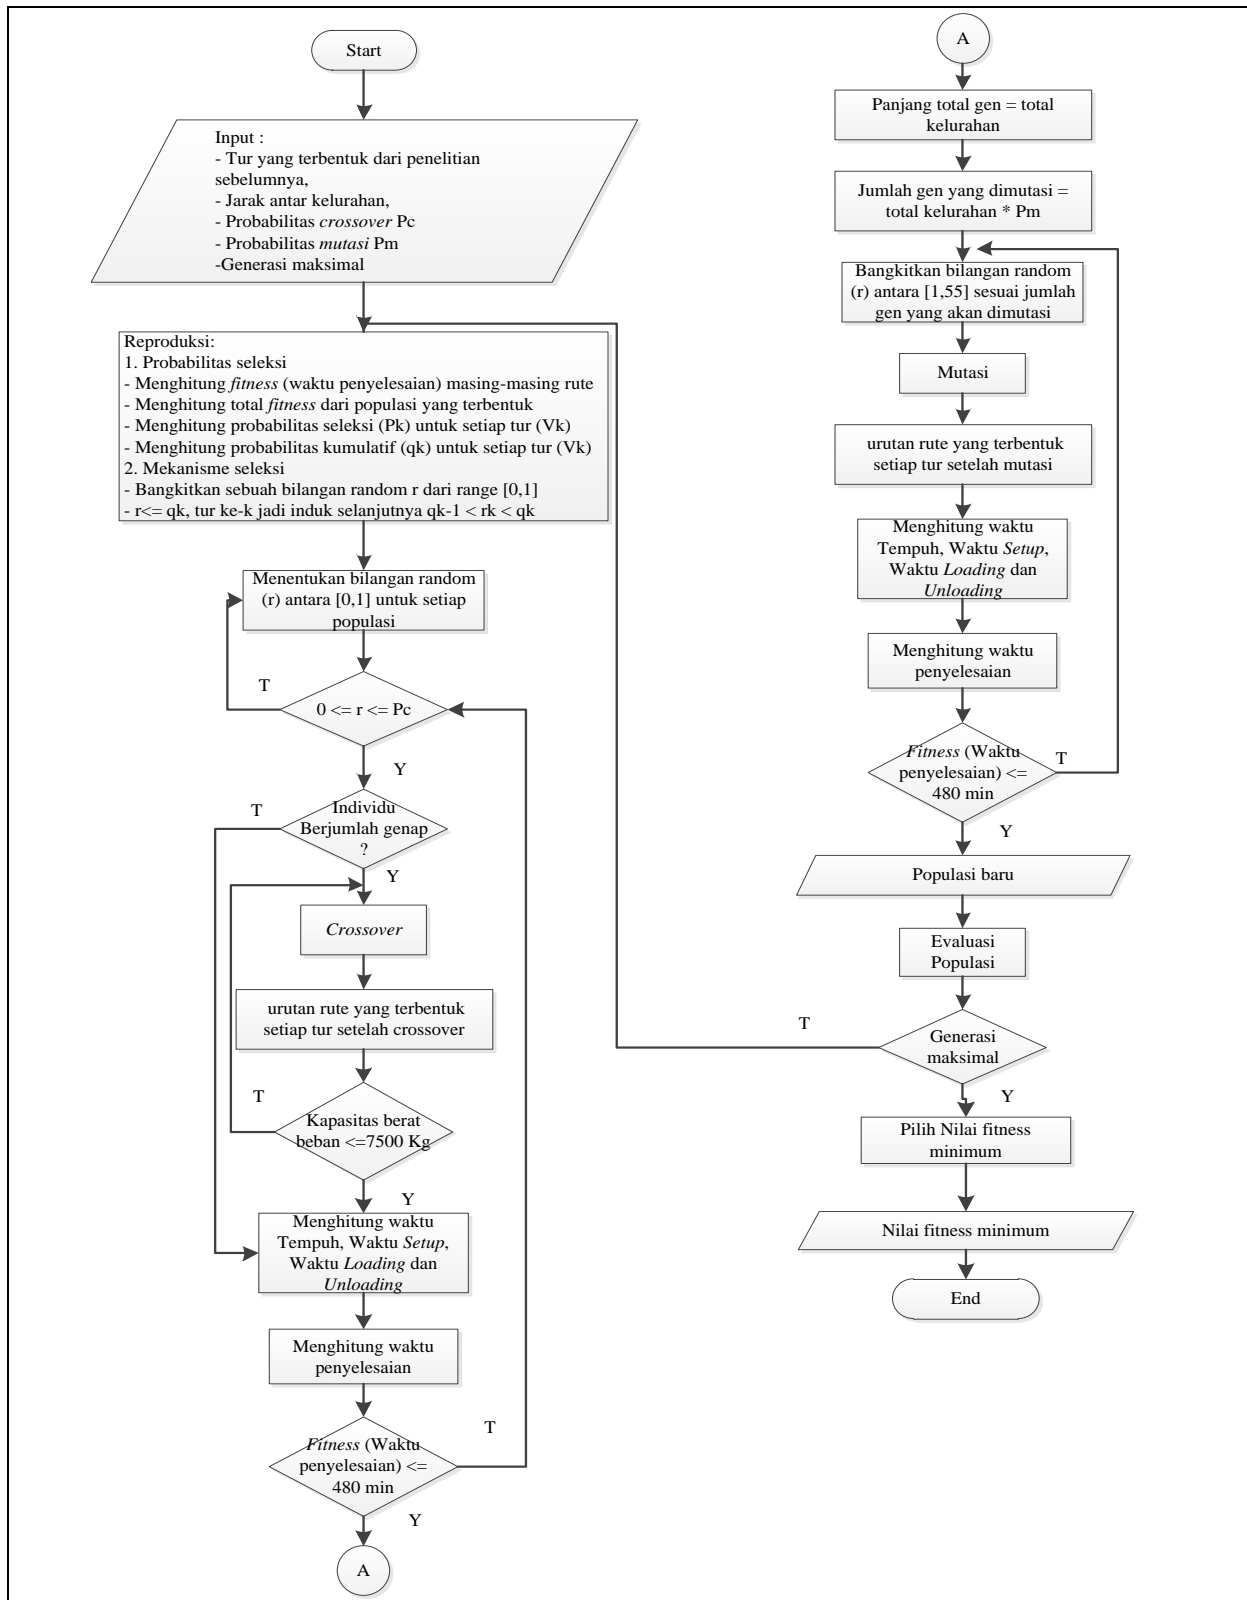 Start
Input :
- Tur yang terbentuk dari penelitian
sebelumnya,
- Jarak antar kelurahan,
- Probabilitas crossover Pc
- Probabilitas mutasi Pm
-Generasi maksimal
Reproduksi:
1. Probabilitas seleksi
- Menghitung fitness (waktu penyelesaian) masing-masing rute
- Menghitung total fitness dari populasi yang terbentuk
- Menghitung probabilitas seleksi (Pk) untuk setiap tur (Vk)
- Menghitung probabilitas kumulatif (qk) untuk setiap tur (Vk)
2. Mekanisme seleksi
- Bangkitkan sebuah bilangan random r dari range [0,1]
- r<= qk, tur ke-k jadi induk selanjutnya qk-1 < rk < qk
Menentukan bilangan random
(r) antara [0,1] untuk setiap
populasi
T
0 <= r <= Pc
Y
T
Individu
Berjumlah genap
?
Y
Crossover
urutan rute yang terbentuk
setiap tur setelah crossover
T
Kapasitas berat
beban <=7500 Kg
Y
Menghitung waktu
Tempuh, Waktu Setup,
Waktu Loading dan
Unloading
Menghitung waktu
penyelesaian
T
Fitness (Waktu
penyelesaian) <=
480 min
Y
A
A
Panjang total gen = total
kelurahan
Jumlah gen yang dimutasi =
total kelurahan * Pm
Bangkitkan bilangan random
(r) antara [1,55] sesuai jumlah
gen yang akan dimutasi
Mutasi
urutan rute yang terbentuk
setiap tur setelah mutasi
Menghitung waktu
Tempuh, Waktu Setup,
Waktu Loading dan
Unloading
Menghitung waktu
penyelesaian
Fitness (Waktu
penyelesaian) <=
480 min
T
Y
Populasi baru
Evaluasi
Populasi
T
Generasi
maksimal
Y
Pilih Nilai fitness
minimum
Nilai fitness minimum
End